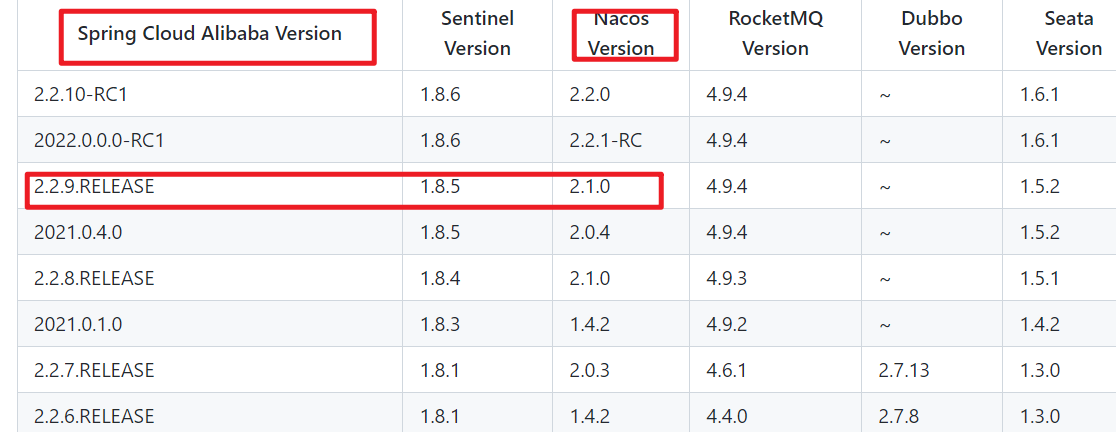 Spring Cloud Alibaba Version Sentinel Version Nacos Version RocketMQ Version Dubbo Version Seata Version
2.2.10-RC1 1.8.6 2.2.0 4.9.4 ~ 1.6.1
2022.0.0.0-RC1 1.8.6 2.2.1-RC 4.9.4 ~ 1.6.1
2.2.9.RELEASE 1.8.5 2.1.0 4.9.4 ~ 1.5.2
2021.0.4.0 1.8.5 2.0.4 4.9.4 ~ 1.5.2
2.2.8.RELEASE 1.8.4 2.1.0 4.9.3 ~ 1.5.1
2021.0.1.0 1.8.3 1.4.2 4.9.2 ~ 1.4.2
2.2.7.RELEASE 1.8.1 2.0.3 4.6.1 2.7.13 1.3.0
2.2.6.RELEASE 1.8.1 1.4.2 4.4.0 2.7.8 1.3.0